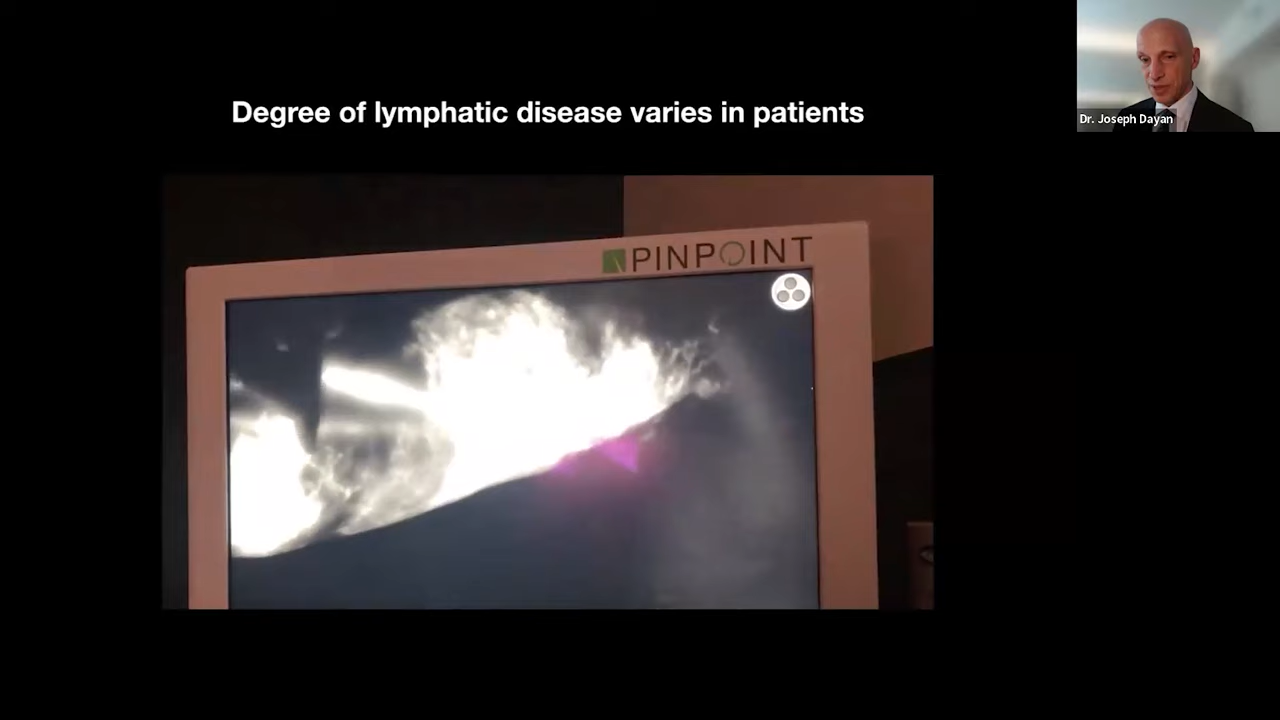 Degree of lymphatic disease varies in patients
Dr. Joseph Dayan
PINPOINT